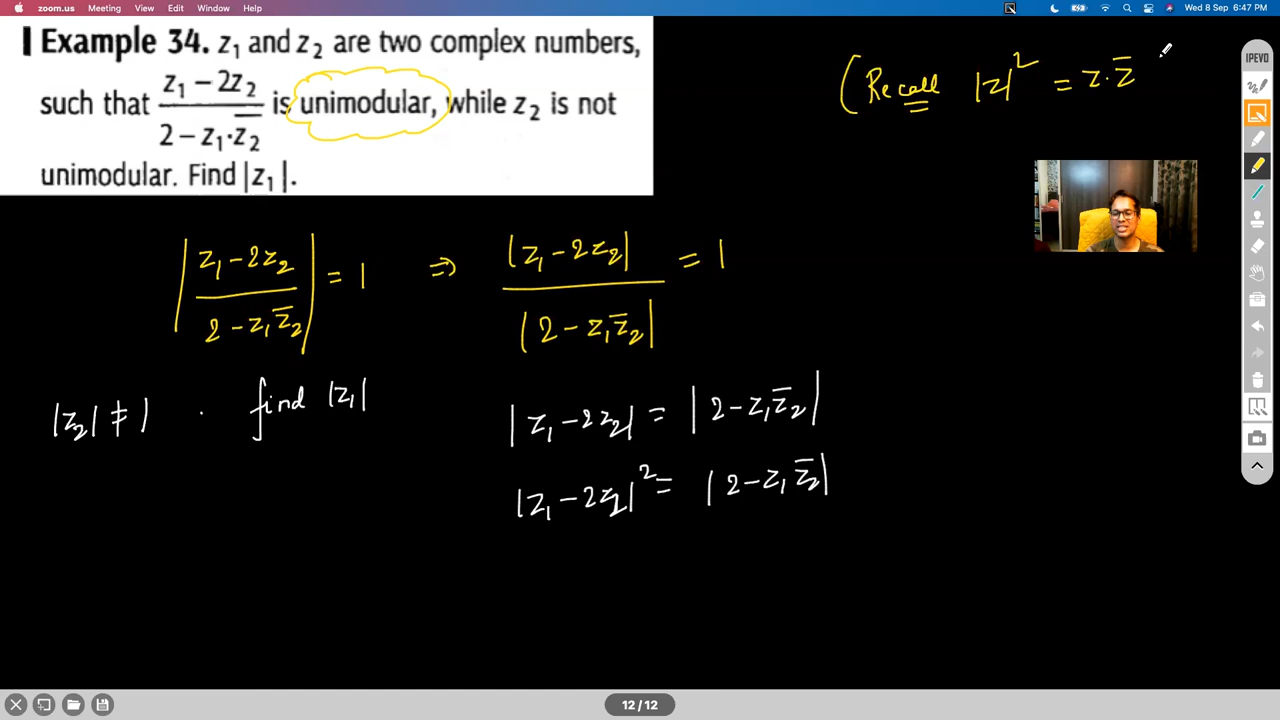 zoom.us Meeting View Edit Window Help Wed 8 Sep 6:47 PM
Example 34. z₁ and z₂ are two complex numbers,
such that (z₁ − 2z₂)/(2 − z₁·z̅₂) is unimodular, while z₂ is not
unimodular. Find |z₁|.
(Recall |z|² = z·z̅
IPEVO
|(z₁ − 2z₂)/(2 − z₁z̅₂)| = 1 ⇒ |z₁ − 2z₂|/|2 − z₁z̅₂| = 1
|z₂| ≠ 1 . find |z₁|
|z₁ − 2z₂| = |2 − z₁z̅₂|
|z₁ − 2z₂|² = |2 − z₁z̅₂|
12 / 12